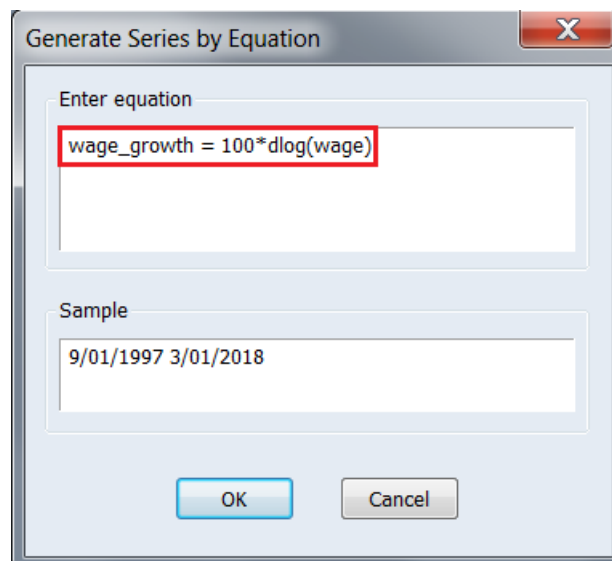 Generate Series by Equation
Enter equation
wage_growth = 100*dlog(wage)
Sample
9/01/1997 3/01/2018
OK Cancel